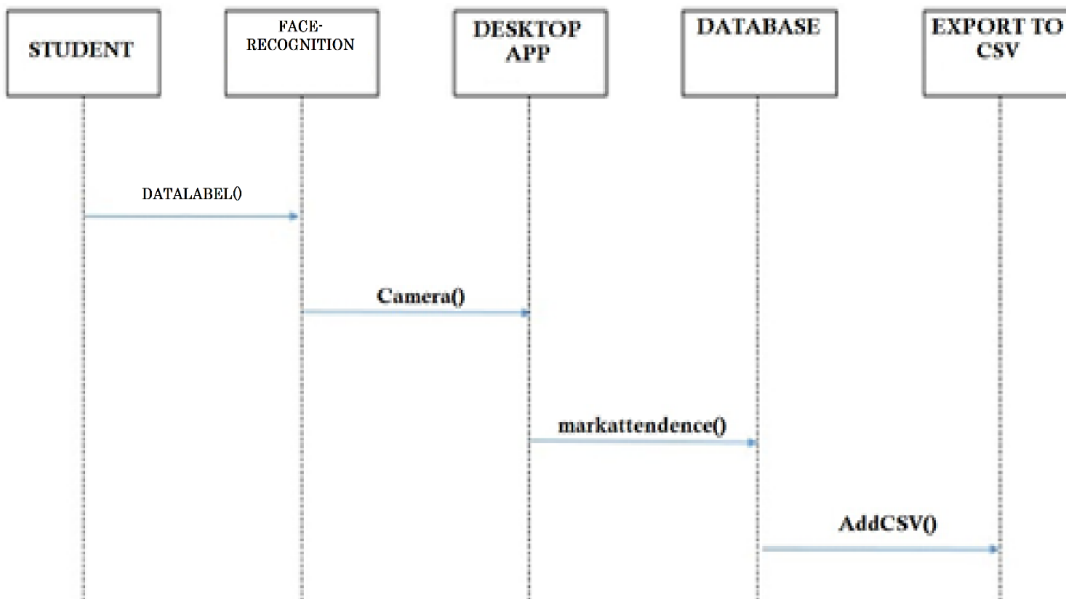 STUDENT
FACE-
RECOGNITION
DESKTOP
APP
DATABASE
EXPORT TO
CSV
DATALABEL()
Camera()
markattendence()
AddCSV()